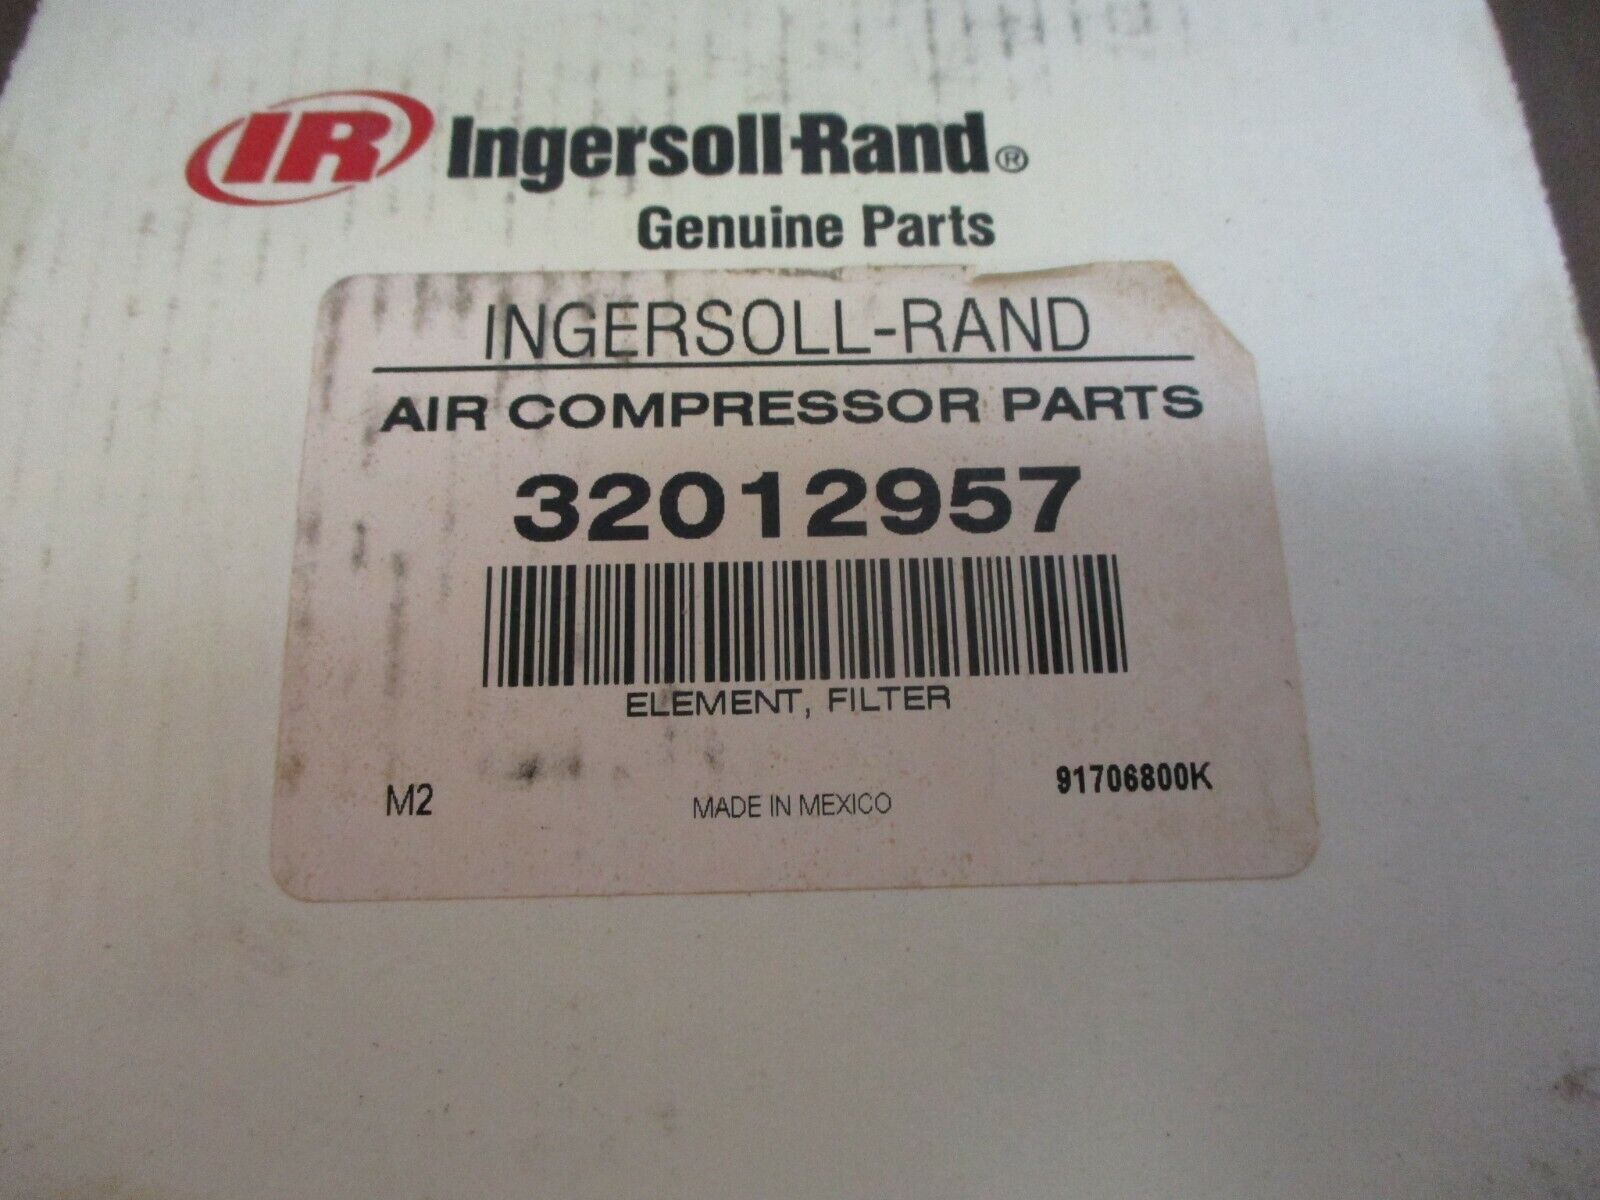 IR Ingersoll-Rand®
Genuine Parts
INGERSOLL-RAND
AIR COMPRESSOR PARTS
32012957
ELEMENT, FILTER
M2 MADE IN MEXICO 91706800K